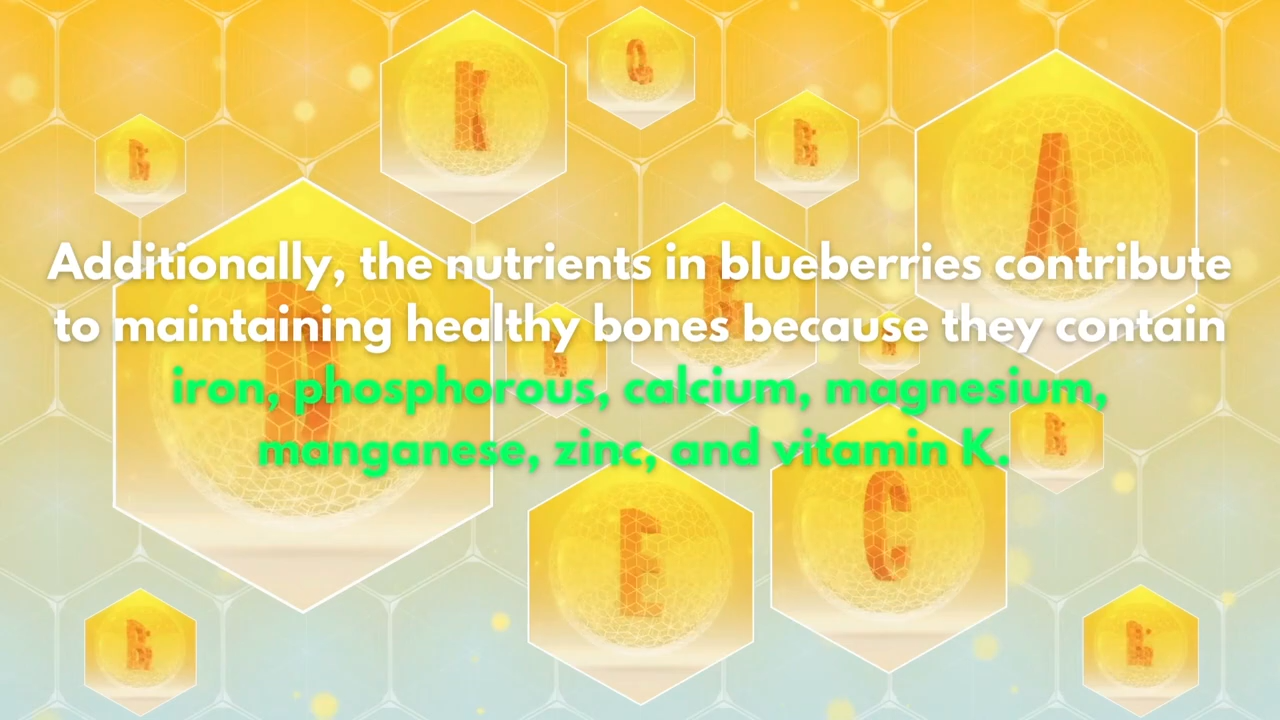 K
Q
A
Additionally, the nutrients in blueberries contribute
to maintaining healthy bones because they contain
iron, phosphorous, calcium, magnesium,
manganese, zinc, and vitamin K.
D
E
C